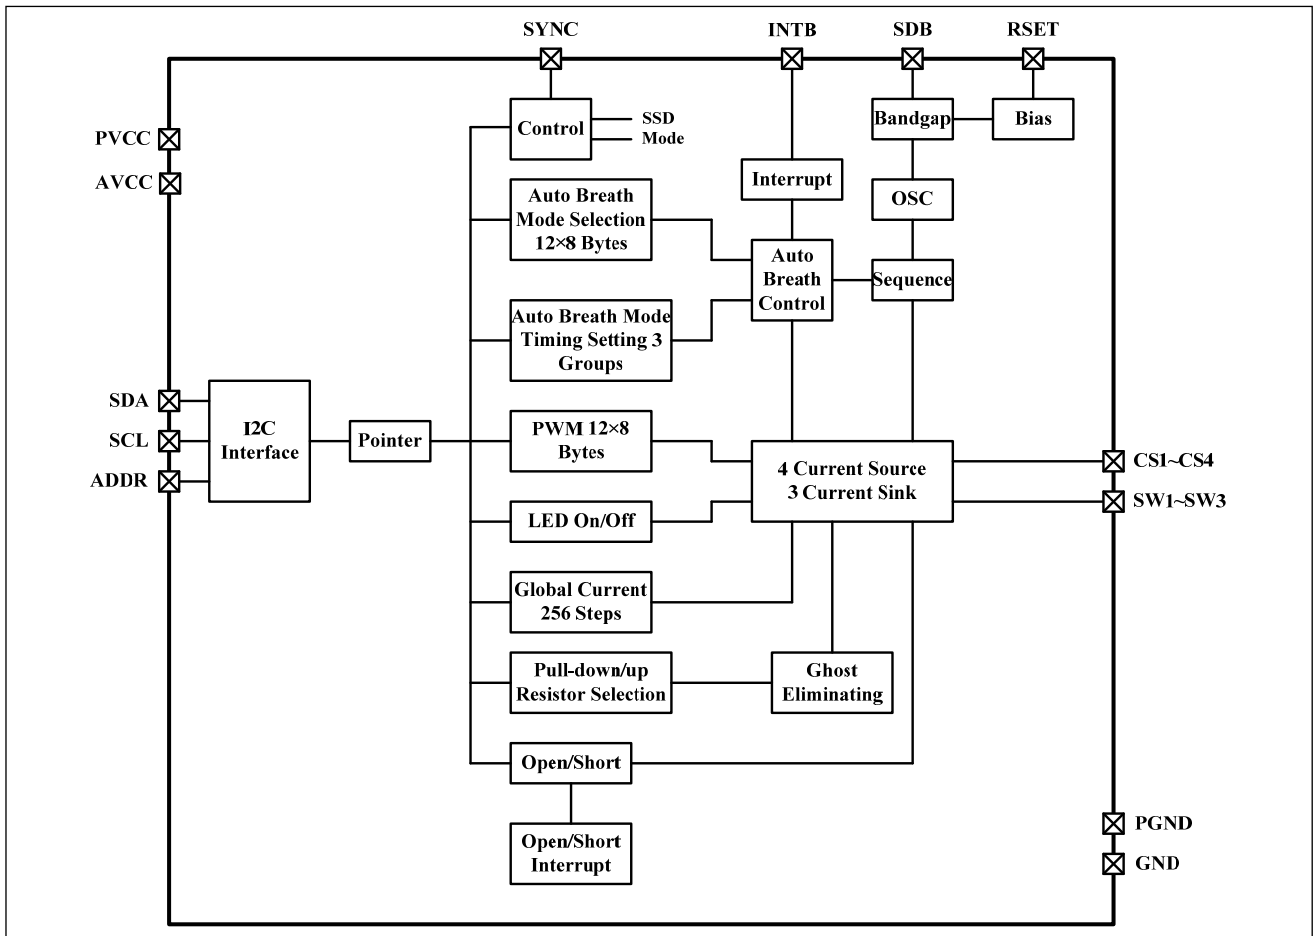 SYNC
INTB
SDB
RSET
PVCC
AVCC
Control
SSD
Mode
Bandgap
Bias
Interrupt
OSC
Auto Breath
Mode Selection
12×8 Bytes
Auto
Breath
Control
Sequence
Auto Breath Mode
Timing Setting 3
Groups
SDA
SCL
ADDR
I2C
Interface
Pointer
PWM 12×8
Bytes
4 Current Source
3 Current Sink
CS1~CS4
SW1~SW3
LED On/Off
Global Current
256 Steps
Pull-down/up
Resistor Selection
Ghost
Eliminating
Open/Short
Open/Short
Interrupt
PGND
GND